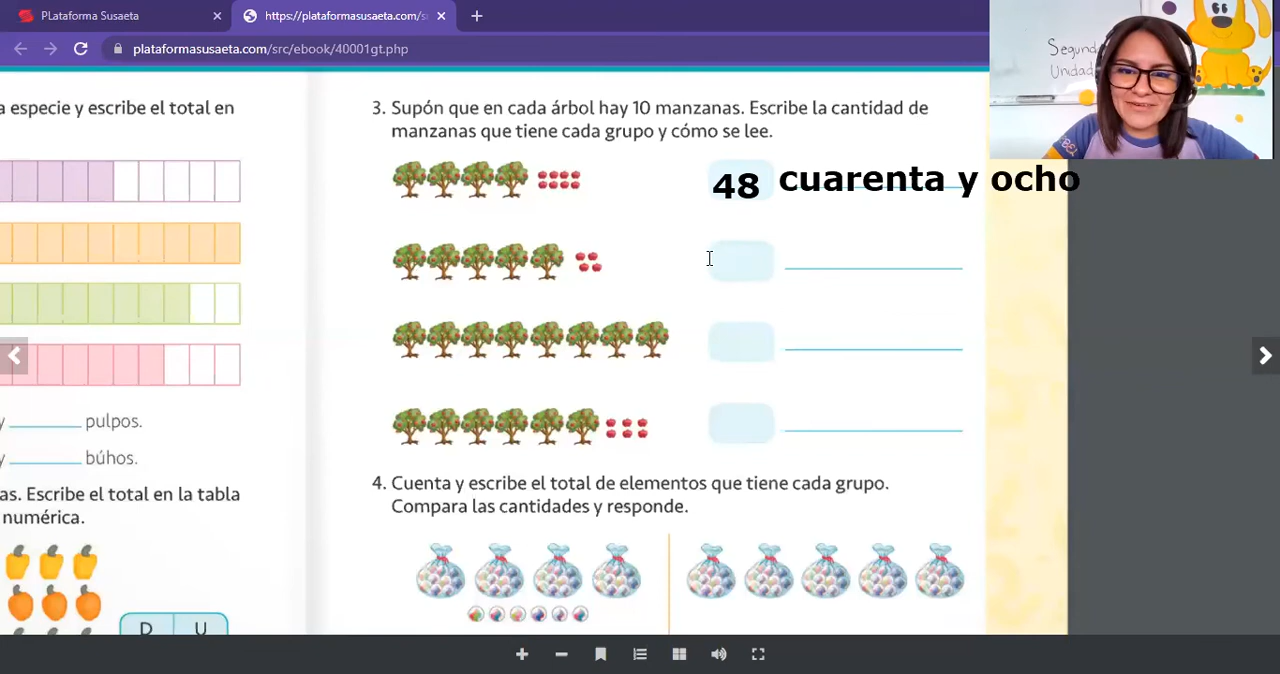 PLataforma Susaeta
https://plataformasusaeta.com/s
plataformasusaeta.com/src/ebook/40001gt.php
Segund
Unidad
a especie y escribe el total en
y ______ pulpos.
y ______ búhos.
as. Escribe el total en la tabla
numérica.
D U
3. Supón que en cada árbol hay 10 manzanas. Escribe la cantidad de
manzanas que tiene cada grupo y cómo se lee.
48 cuarenta y ocho
4. Cuenta y escribe el total de elementos que tiene cada grupo.
Compara las cantidades y responde.